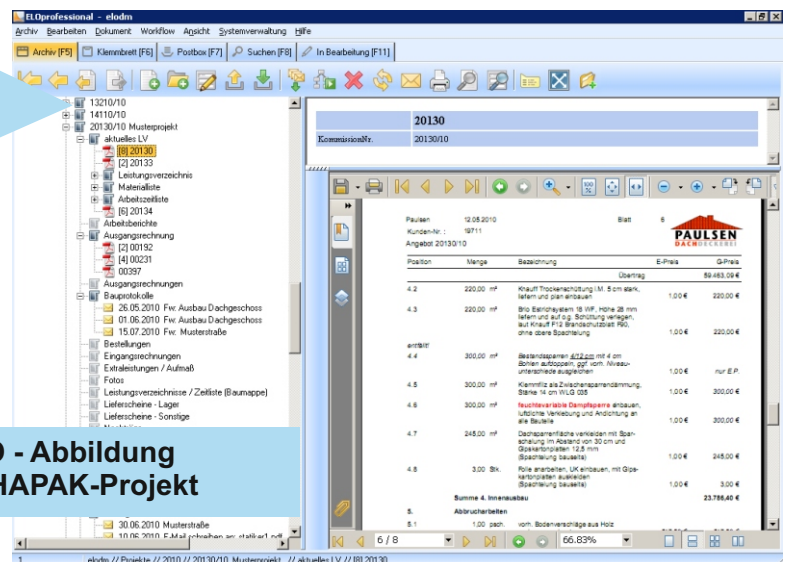 ELOprofessional - elodm
Archiv Bearbeiten Dokument Workflow Ansicht Systemverwaltung Hilfe
Archiv [F5] Klemmbrett [F6] Postbox [F7] Suchen [F8] In Bearbeitung [F11]
13210/10
14110/10
20130/10 Musterprojekt
aktuelles LV
[8] 20130
[2] 20133
Leistungsverzeichnis
Materialliste
Arbeitszeitliste
[6] 20134
Arbeitsberichte
Ausgangsrechnung
[2] 00192
[4] 00231
00397
Ausgangsrechnungen
Bauprotokolle
26.05.2010 Fw: Ausbau Dachgeschoss
01.06.2010 Fw: Ausbau Dachgeschoss
15.07.2010 Fw: Musterstraße
Bestellungen
Eingangsrechnungen
Extraleistungen / Aufmaß
Fotos
Leistungsverzeichnisse / Zeitliste (Baumappe)
Lieferscheine - Lager
Lieferscheine - Sonstige
- Abbildung
HAPAK-Projekt
30.06.2010 Musterstraße
10.06.2010 E-Mail schreiben an: statiker1.pdf
20130
KommissionNr. 20130/10
Paulsen 12.05.2010 Blatt 6
Kunden-Nr. : 19711
Angebot 20130/10
PAULSEN
DACHDECKEREI
Position Menge Bezeichnung E-Preis G-Preis
Übertrag 59.463,09 €
4.2 220,00 m² Knauff Trockenschüttung i.M. 5 cm stark,
liefern und plan einbauen 1,00 € 220,00 €
4.3 220,00 m² Brio Estrichsystem 18 WF, Höhe 28 mm
liefern und auf o.g. Schüttung verlegen,
laut Knauff F12 Brandschutzblatt F90,
ohne obere Spachtelung 1,00 € 220,00 €
entfällt
4.4 300,00 m² Bestandssparren 4/12 cm mit 4 cm
Bohlen aufdoppeln, ggf. vorh. Niveau-
unterschiede ausgleichen 1,00 € nur E.P.
4.5 300,00 m² Klemmfilz als Zwischensparrendämmung,
Stärke 14 cm WLG 035 1,00 € 300,00 €
4.6 300,00 m² feuchtevariable Dampfsperre einbauen,
luftdichte Verklebung und Andichtung an
alle Bauteile 1,00 € 300,00 €
4.7 245,00 m² Dachsparrenfläche verkleiden mit Spar-
schalung im Abstand von 30 cm und
Gipskartonplatten 12,5 mm
(Spachtelung bauseits) 1,00 € 245,00 €
4.8 3,00 Stk. Rolle anarbeiten, UK einbauen, mit Gips-
kartonplatten auskleiden
(Spachtelung bauseits) 1,00 € 3,00 €
Summe 4. Innenausbau 23.786,40 €
5. Abbrucharbeiten
5.1 1,00 psch. vorh. Bodenverschläge aus Holz
6 / 8 66.83%
1 elodm // Projekte // 2010 // 20130/10 Musterprojekt // aktuelles LV // [8] 20130